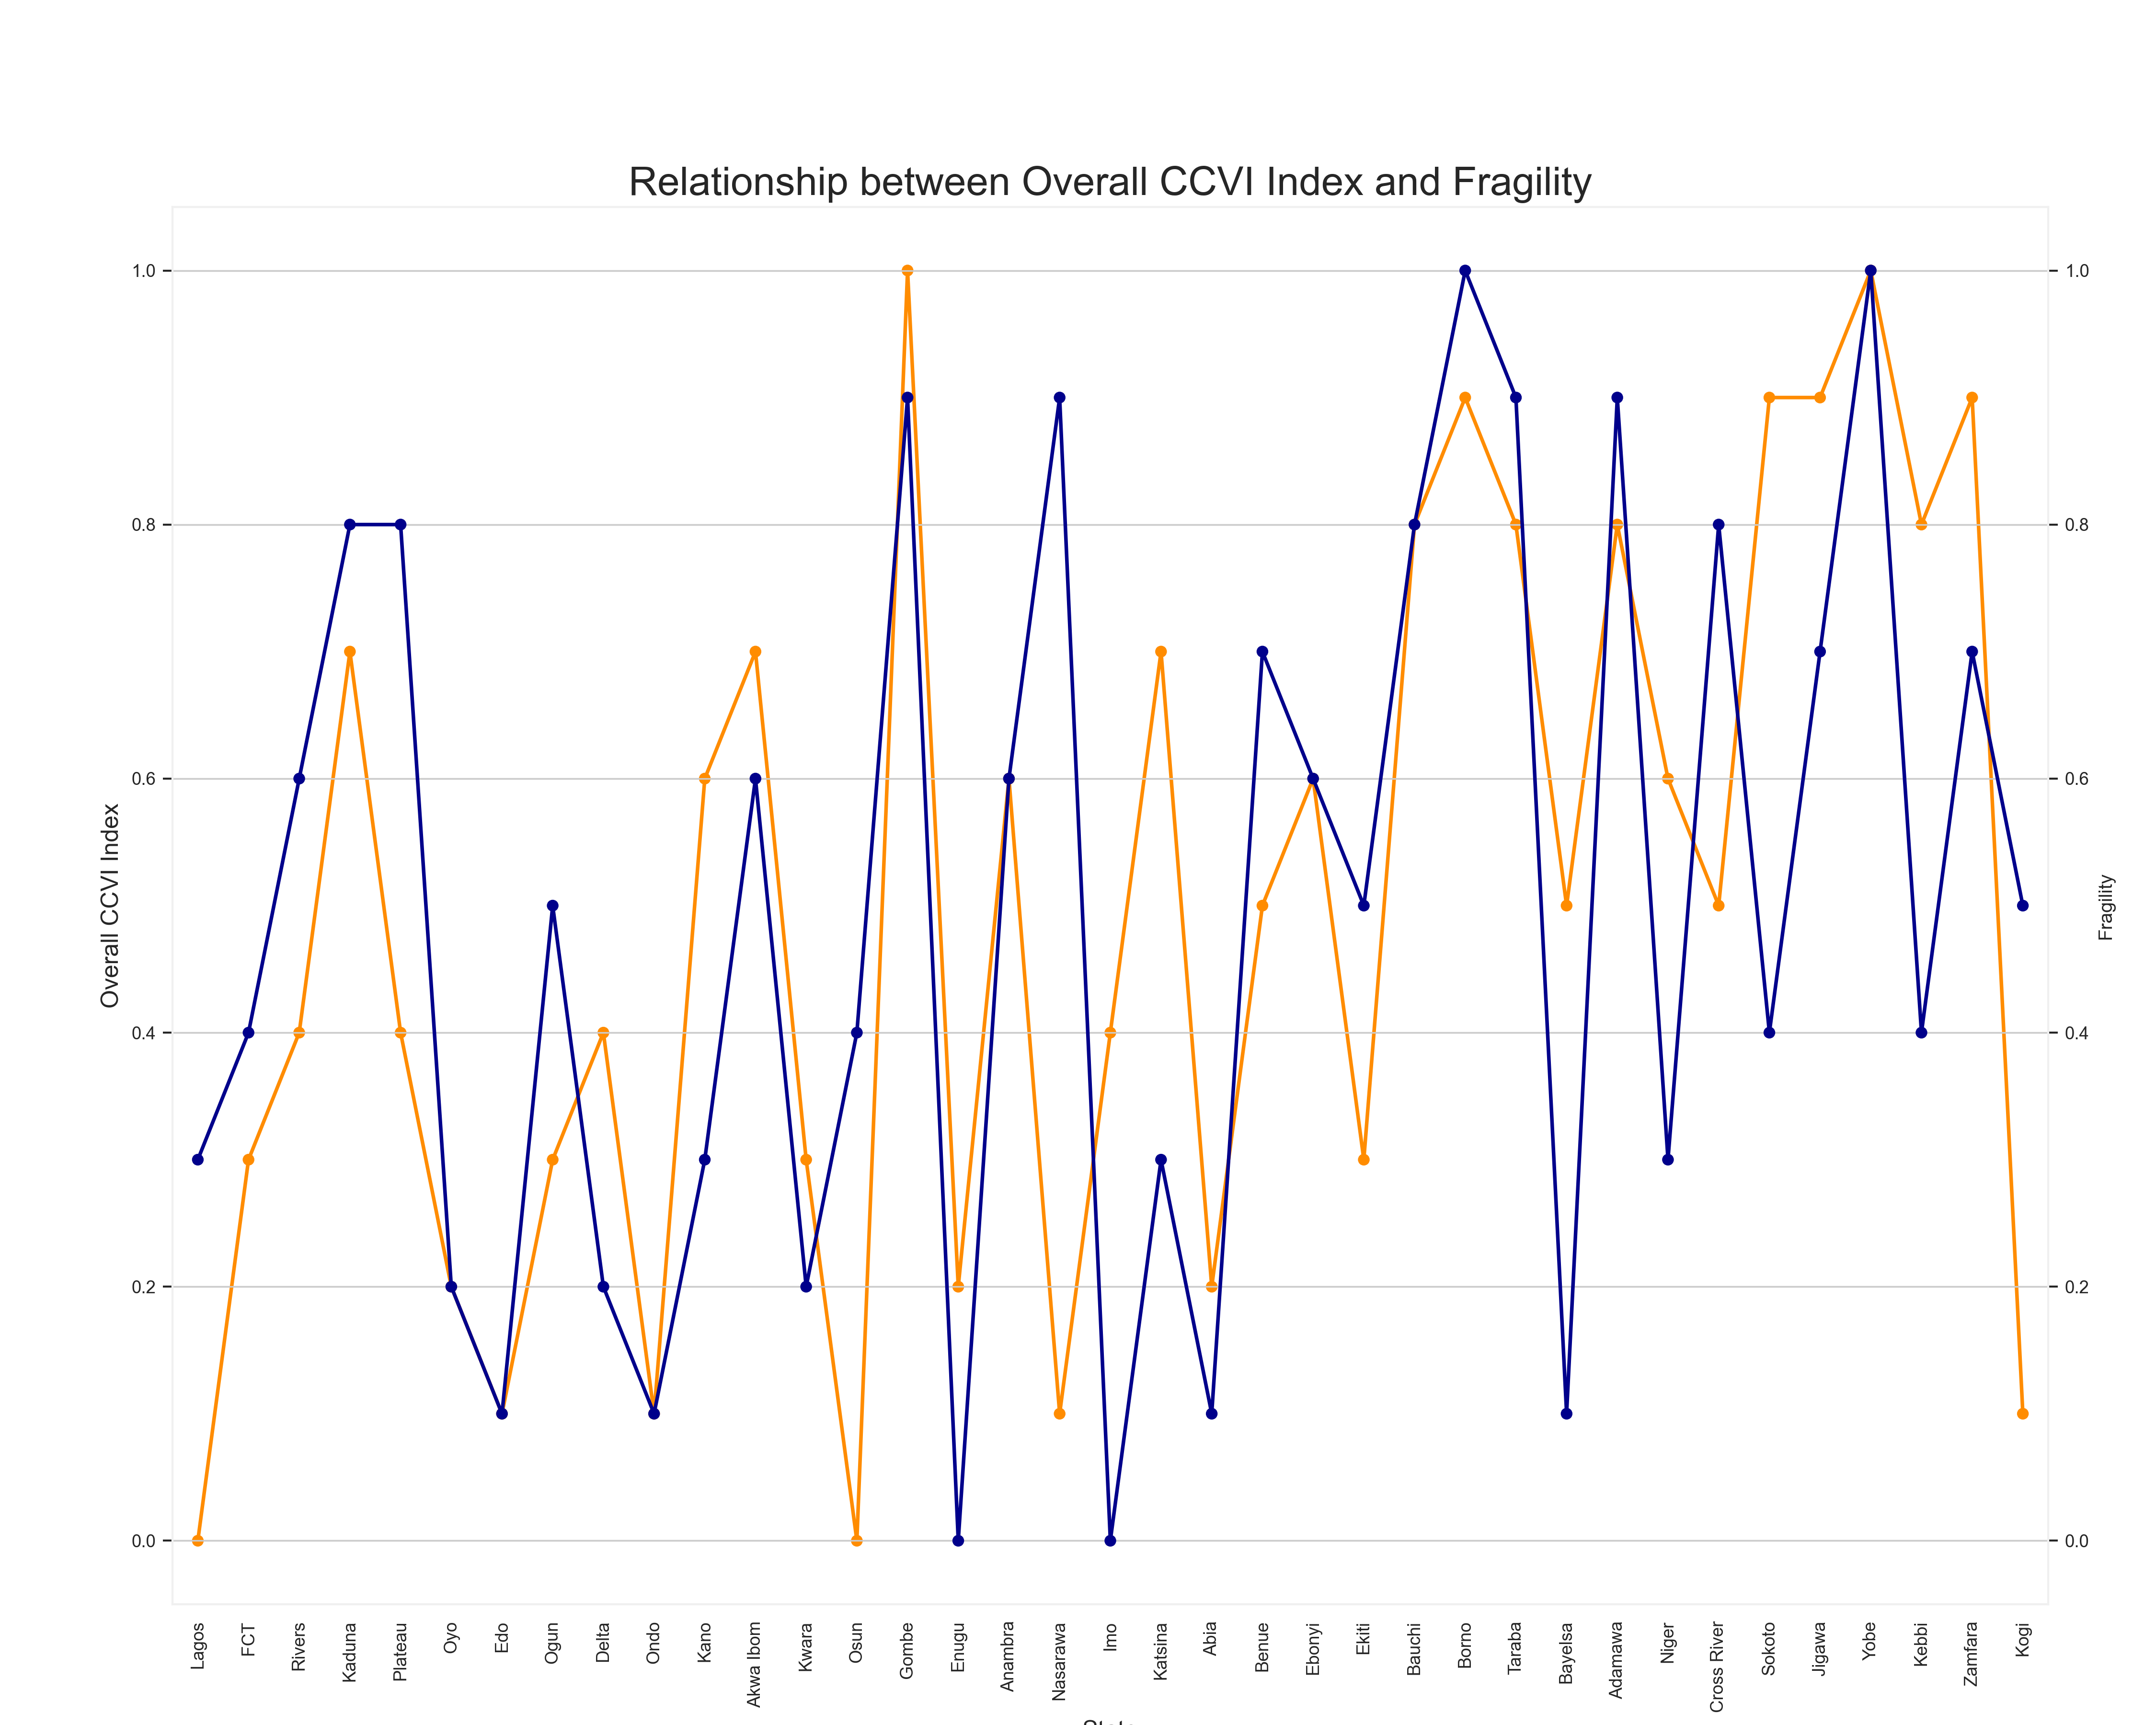 Relationship between Overall CCVI Index and Fragility
Overall CCVI Index
1.0
0.8
0.6
0.4
0.2
0.0
1.0
0.8
0.6
0.4
0.2
0.0
Fragility
Lagos
FCT
Rivers
Kaduna
Plateau
Oyo
Edo
Ogun
Delta
Ondo
Kano
Akwa Ibom
Kwara
Osun
Gombe
Enugu
Anambra
Nasarawa
Imo
Katsina
Abia
Benue
Ebonyi
Ekiti
Bauchi
Borno
Taraba
Bayelsa
Adamawa
Niger
Cross River
Sokoto
Jigawa
Yobe
Kebbi
Zamfara
Kogi